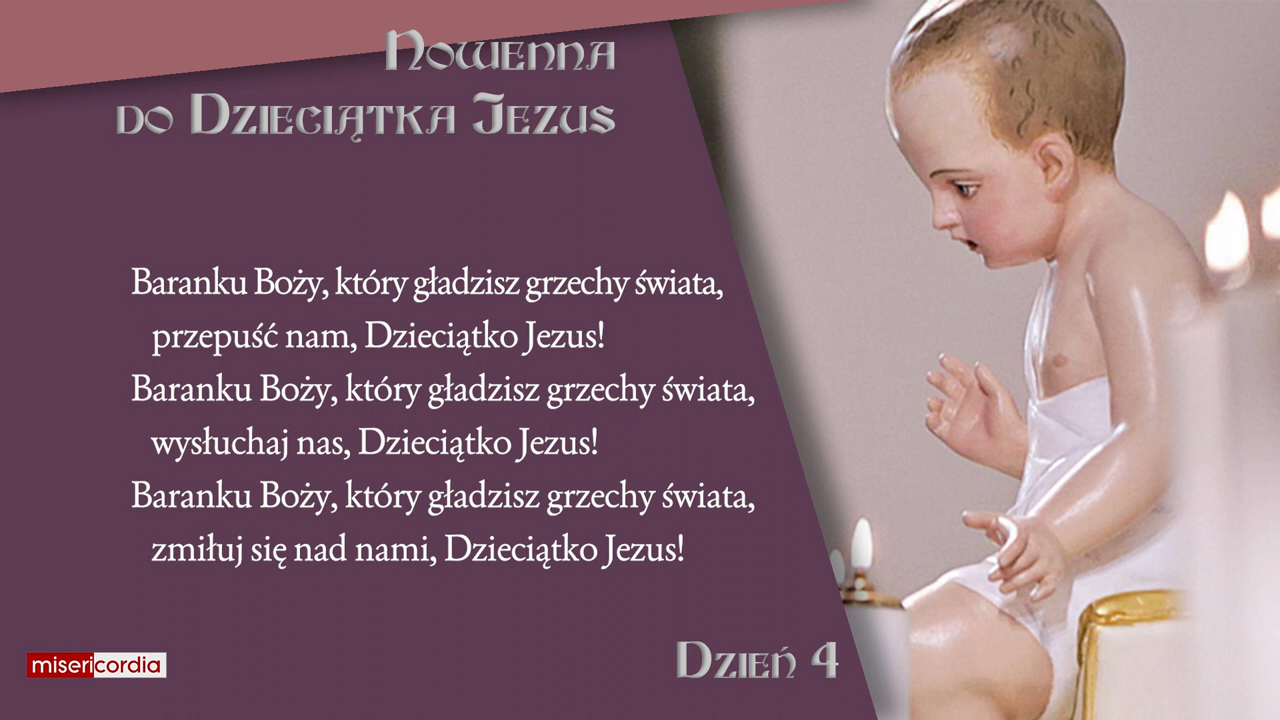 Nowenna
do Dzieciątka Jezus
Baranku Boży, który gładzisz grzechy świata,
przepuść nam, Dzieciątko Jezus!
Baranku Boży, który gładzisz grzechy świata,
wysłuchaj nas, Dzieciątko Jezus!
Baranku Boży, który gładzisz grzechy świata,
zmiłuj się nad nami, Dzieciątko Jezus!
misericordia
Dzień 4